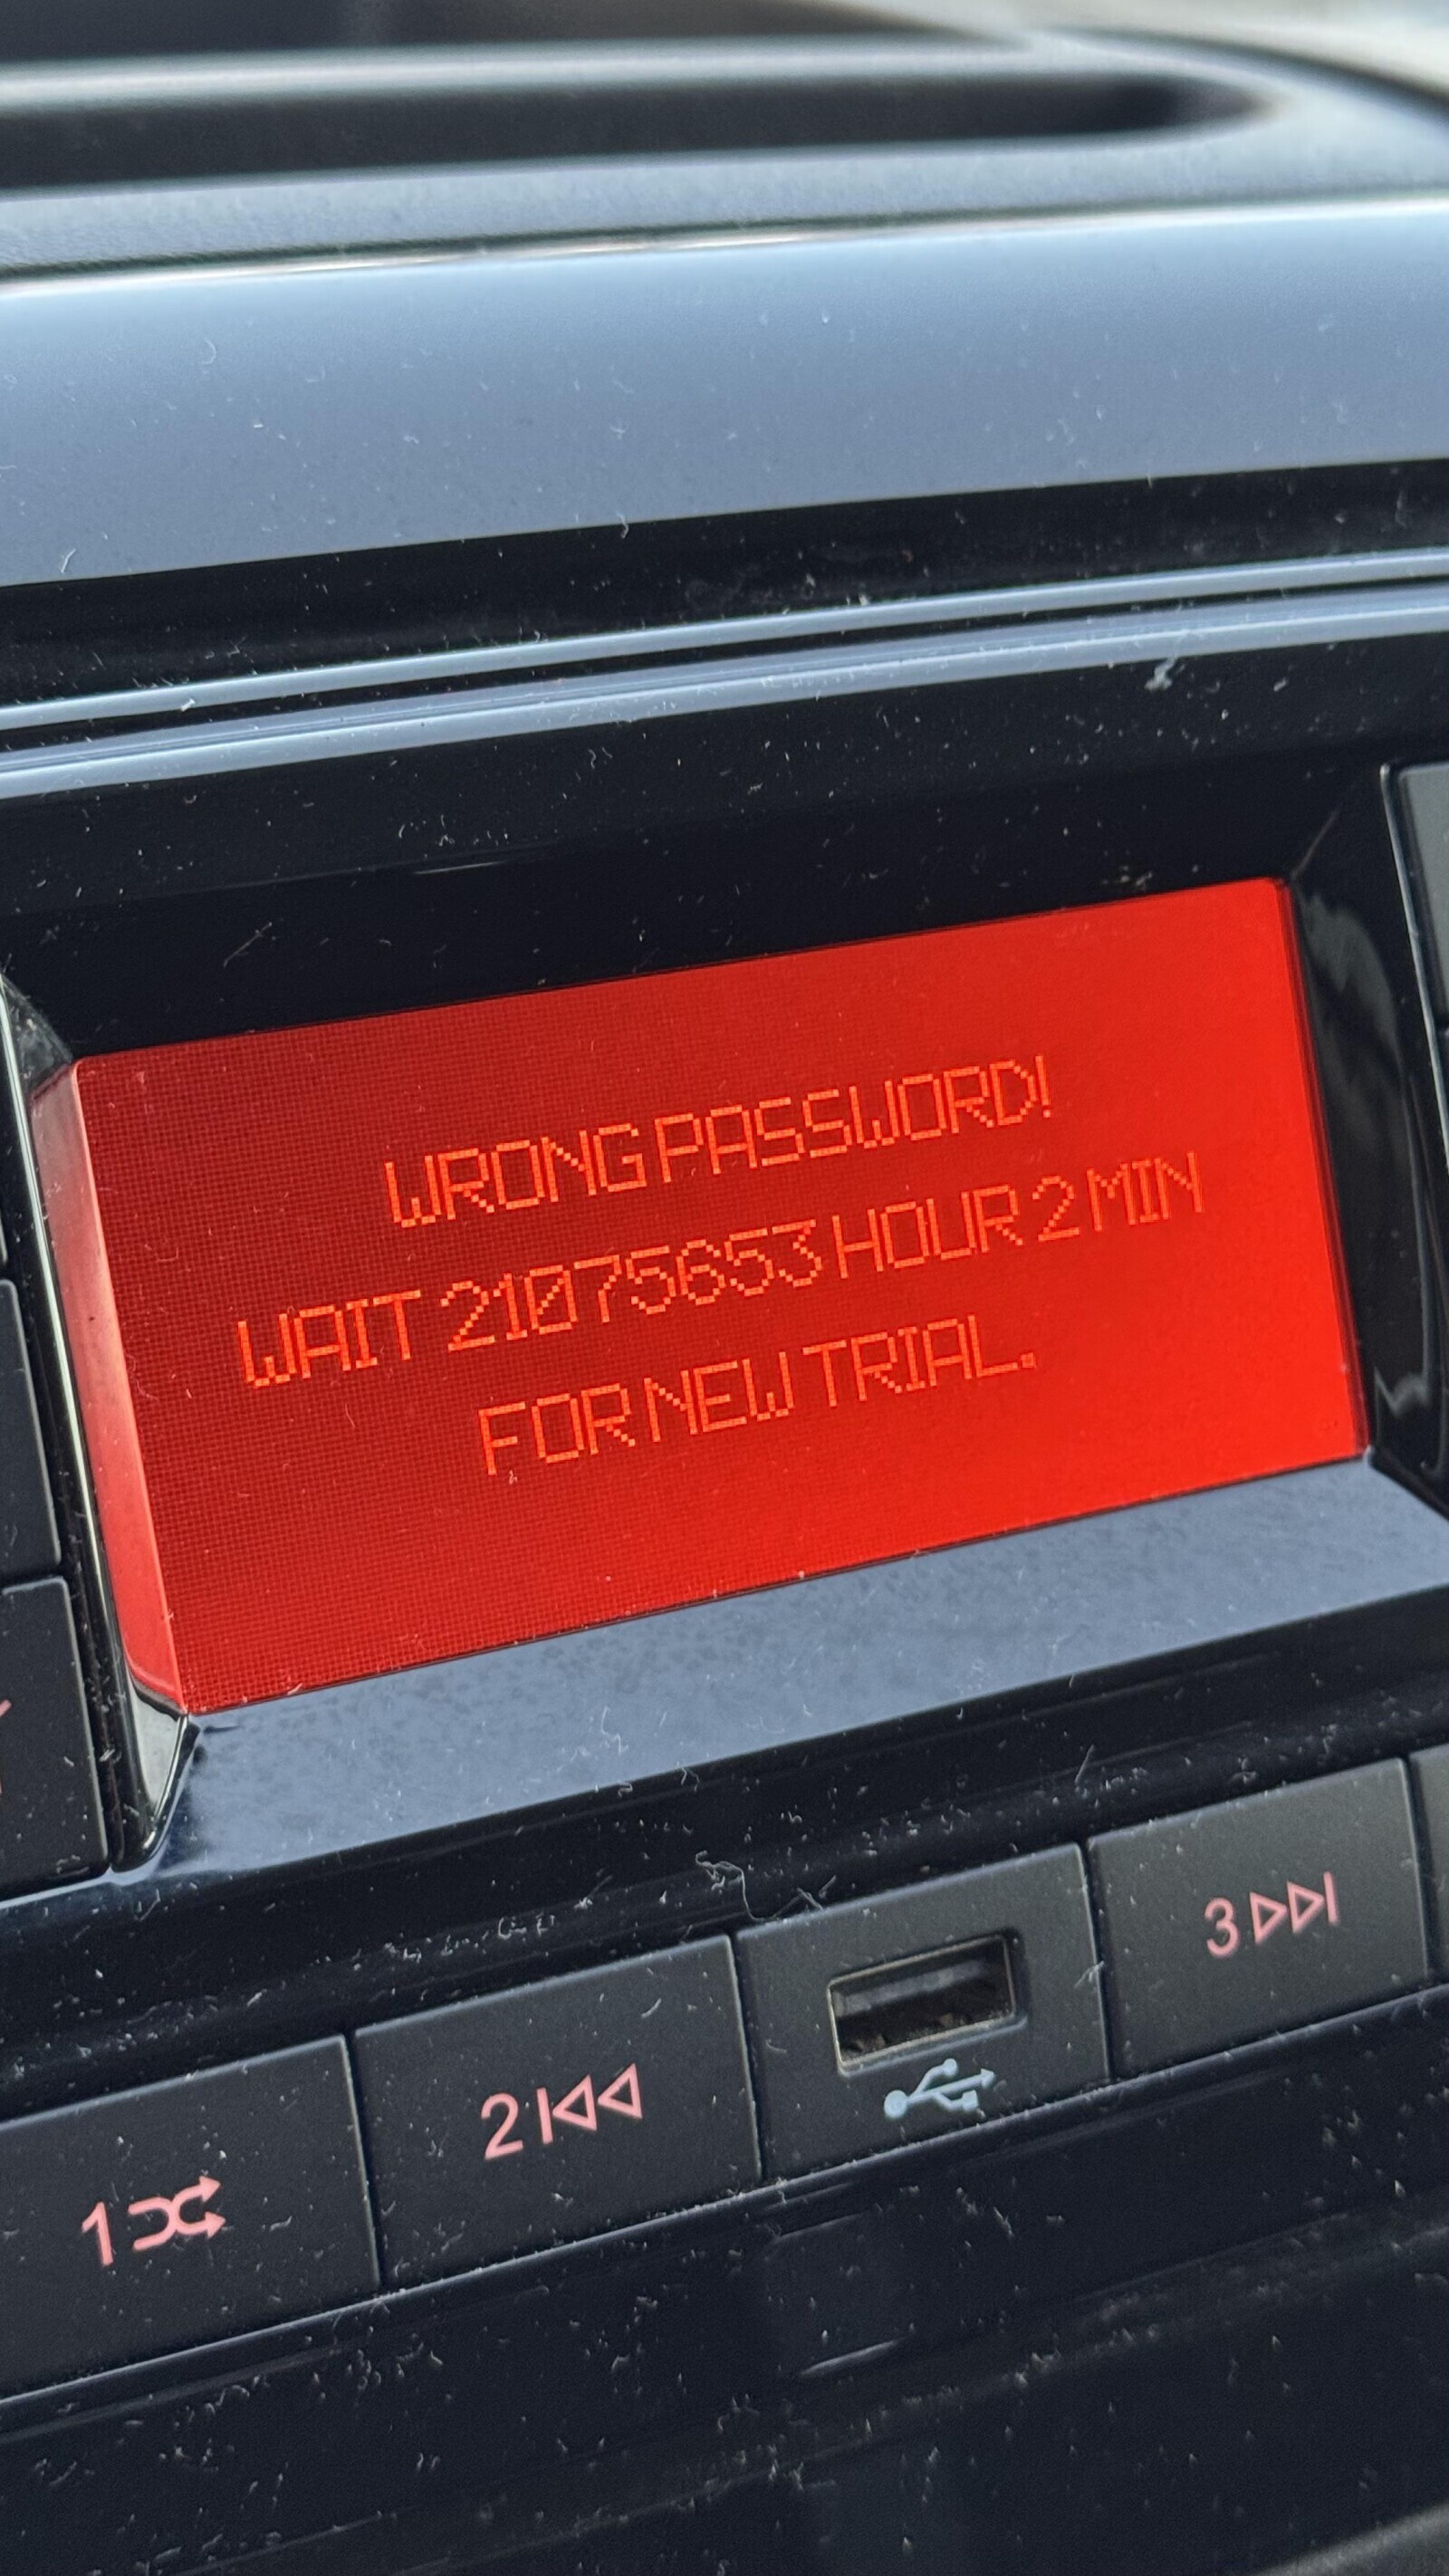 WRONG PASSWORD!
WAIT 21075653 HOUR 2 MIN
FOR NEW TRIAL.
1
2
3